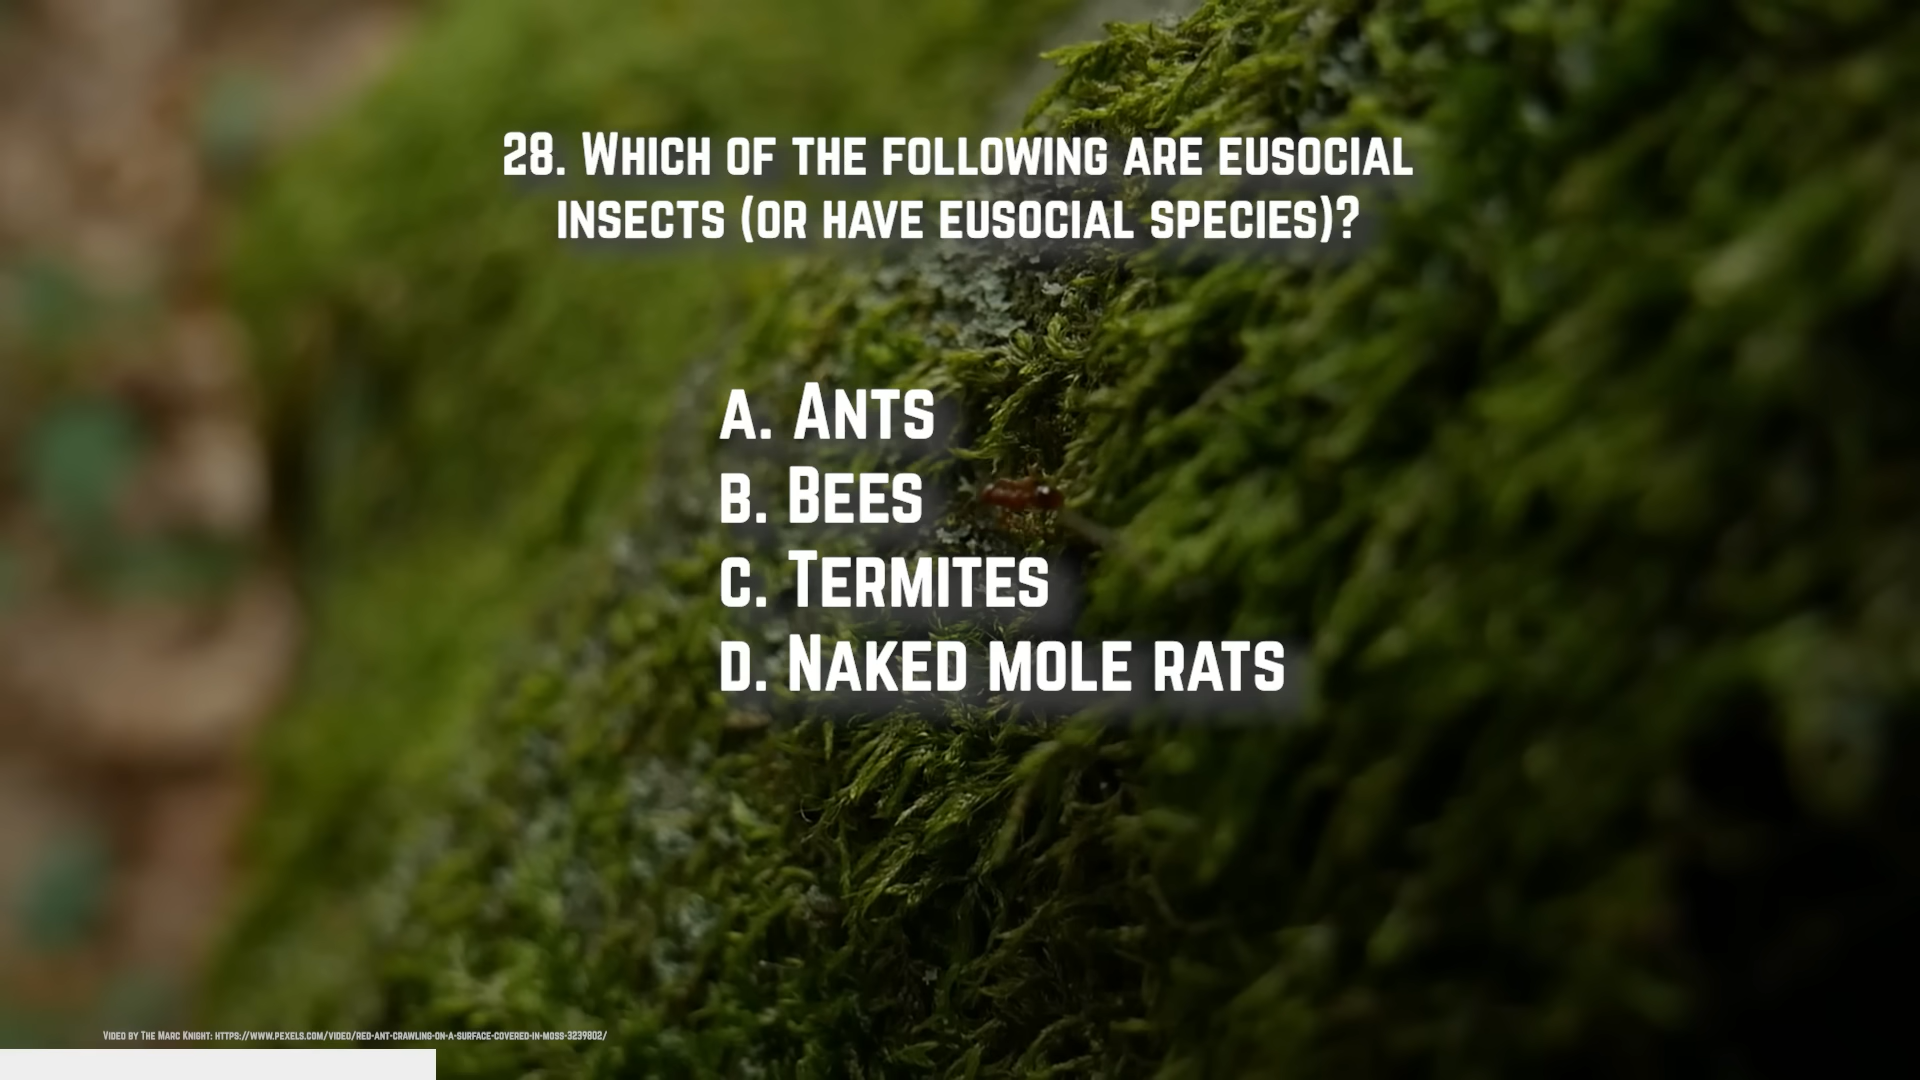 28. Which of the following are eusocial
insects (or have eusocial species)?
a. Ants
b. Bees
c. Termites
d. Naked mole rats
Video by The Marc Knight: https://www.pexels.com/video/red-ant-crawling-on-a-surface-covered-in-moss-3239802/